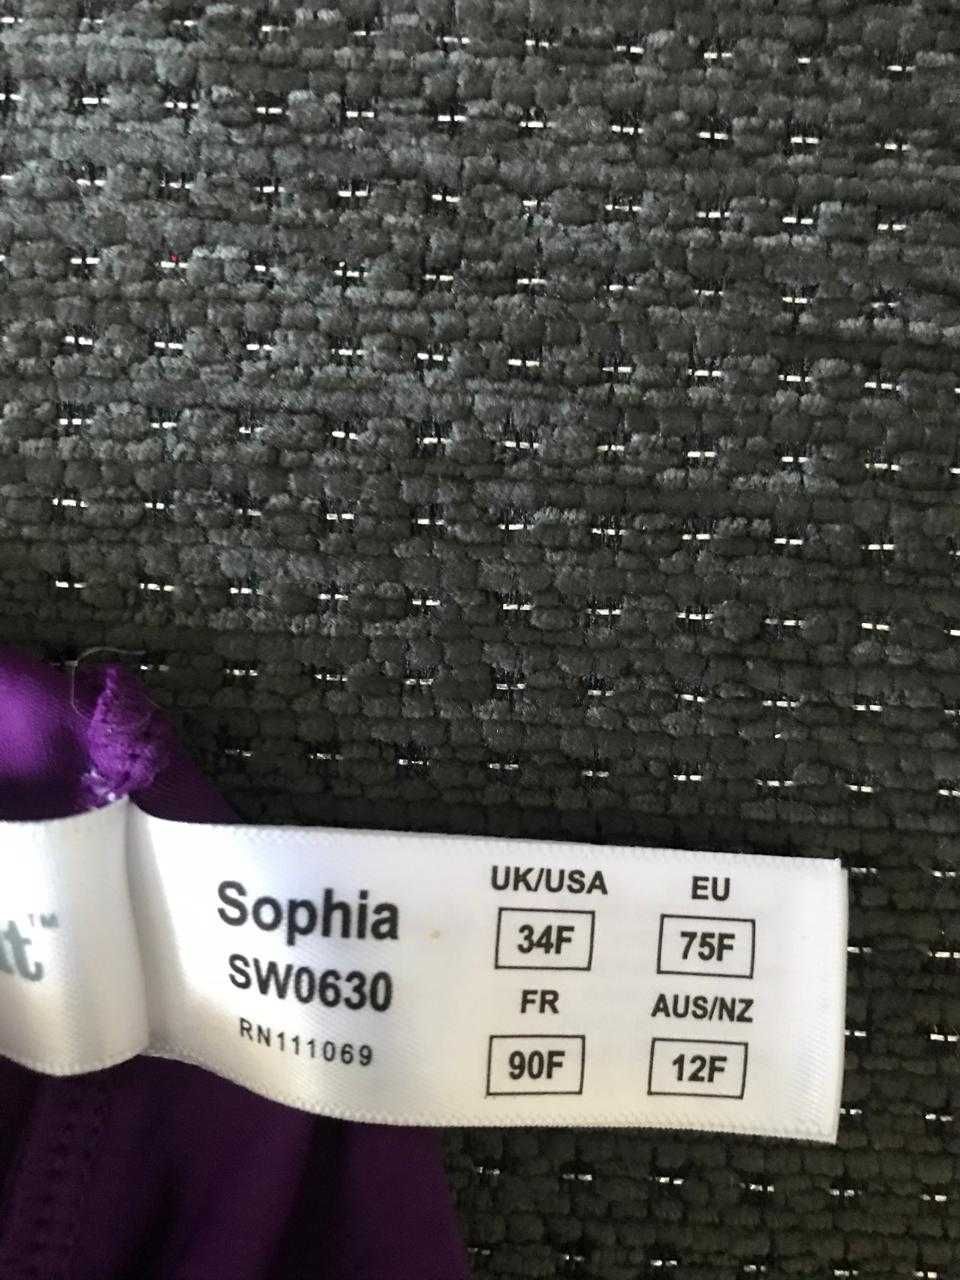 Sophia
SW0630
RN111069
UK/USA
34F
EU
75F
FR
90F
AUS/NZ
12F